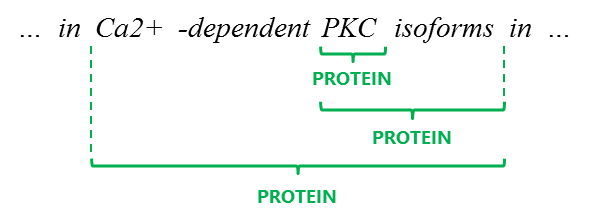 ... in Ca2+ -dependent PKC isoforms in ...
PROTEIN
PROTEIN
PROTEIN